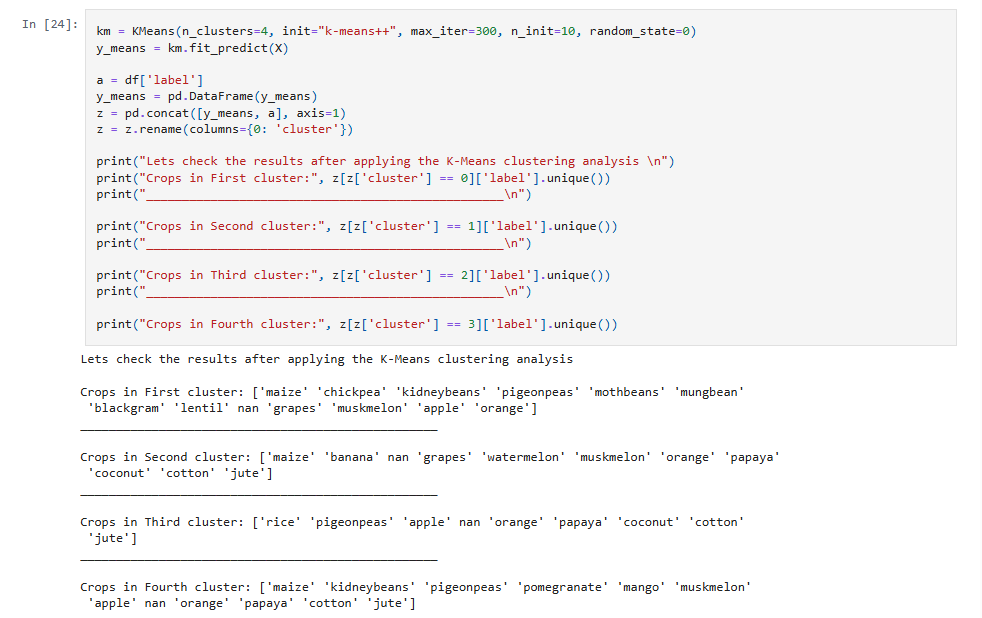 In [24]:
km = KMeans(n_clusters=4, init="k-means++", max_iter=300, n_init=10, random_state=0)
y_means = km.fit_predict(X)
a = df['label']
y_means = pd.DataFrame(y_means)
z = pd.concat([y_means, a], axis=1)
z = z.rename(columns={0: 'cluster'})
print("Lets check the results after applying the K-Means clustering analysis \n")
print("Crops in First cluster:", z[z['cluster'] == 0]['label'].unique())
print("__________________________________________________\n")
print("Crops in Second cluster:", z[z['cluster'] == 1]['label'].unique())
print("__________________________________________________\n")
print("Crops in Third cluster:", z[z['cluster'] == 2]['label'].unique())
print("__________________________________________________\n")
print("Crops in Fourth cluster:", z[z['cluster'] == 3]['label'].unique())
Lets check the results after applying the K-Means clustering analysis
Crops in First cluster: ['maize' 'chickpea' 'kidneybeans' 'pigeonpeas' 'mothbeans' 'mungbean'
'blackgram' 'lentil' nan 'grapes' 'muskmelon' 'apple' 'orange']
__________________________________________________
Crops in Second cluster: ['maize' 'banana' nan 'grapes' 'watermelon' 'muskmelon' 'orange' 'papaya'
'coconut' 'cotton' 'jute']
__________________________________________________
Crops in Third cluster: ['rice' 'pigeonpeas' 'apple' nan 'orange' 'papaya' 'coconut' 'cotton'
'jute']
__________________________________________________
Crops in Fourth cluster: ['maize' 'kidneybeans' 'pigeonpeas' 'pomegranate' 'mango' 'muskmelon'
'apple' nan 'orange' 'papaya' 'cotton' 'jute']